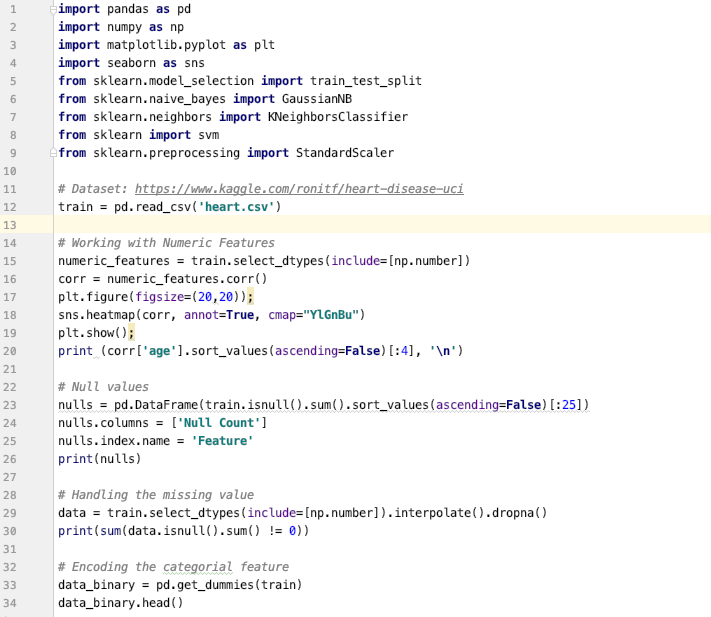 1 import pandas as pd
2 import numpy as np
3 import matplotlib.pyplot as plt
4 import seaborn as sns
5 from sklearn.model_selection import train_test_split
6 from sklearn.naive_bayes import GaussianNB
7 from sklearn.neighbors import KNeighborsClassifier
8 from sklearn import svm
9 from sklearn.preprocessing import StandardScaler
10
11 # Dataset: https://www.kaggle.com/ronitf/heart-disease-uci
12 train = pd.read_csv('heart.csv')
13
14 # Working with Numeric Features
15 numeric_features = train.select_dtypes(include=[np.number])
16 corr = numeric_features.corr()
17 plt.figure(figsize=(20,20));
18 sns.heatmap(corr, annot=True, cmap="YlGnBu")
19 plt.show();
20 print (corr['age'].sort_values(ascending=False)[:4], '\n')
21
22 # Null values
23 nulls = pd.DataFrame(train.isnull().sum().sort_values(ascending=False)[:25])
24 nulls.columns = ['Null Count']
25 nulls.index.name = 'Feature'
26 print(nulls)
27
28 # Handling the missing value
29 data = train.select_dtypes(include=[np.number]).interpolate().dropna()
30 print(sum(data.isnull().sum() != 0))
31
32 # Encoding the categorial feature
33 data_binary = pd.get_dummies(train)
34 data_binary.head()